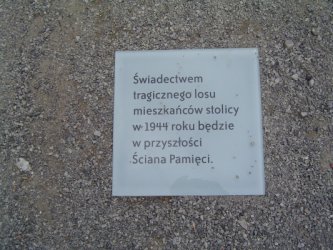 Świadectwem
tragicznego losu
mieszkańców stolicy
w 1944 roku będzie
w przyszłości
Ściana Pamięci.